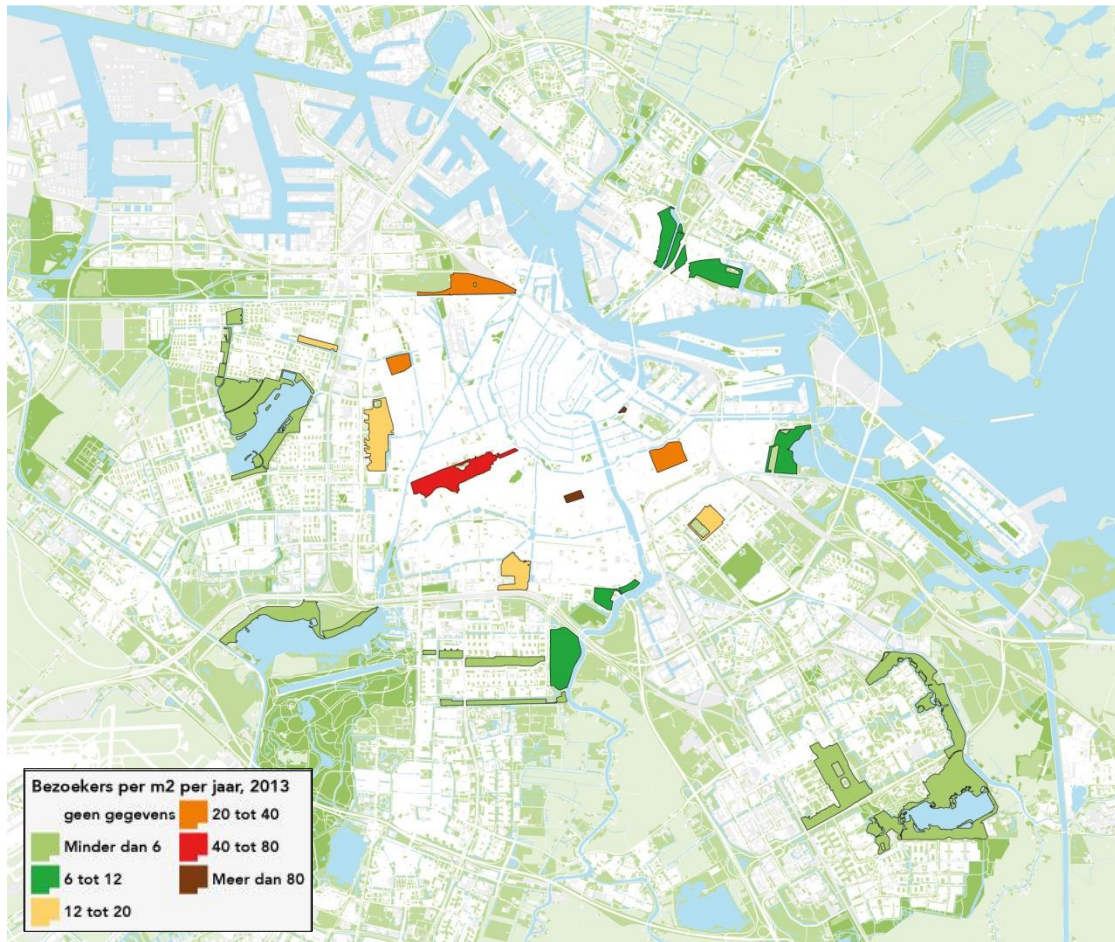 Bezoekers per m2 per jaar, 2013
geen gegevens
Minder dan 6
6 tot 12
12 tot 20
20 tot 40
40 tot 80
Meer dan 80